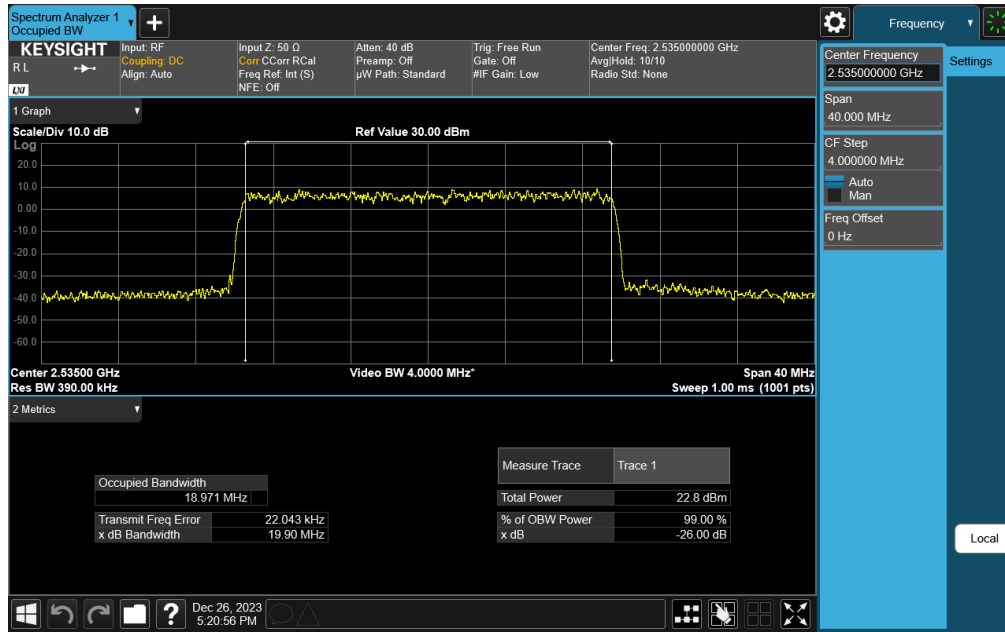 Spectrum Analyzer 1
Occupied BW
Frequency
KEYSIGHT
R L
LXI
Input: RF
Coupling: DC
Align: Auto
Input Z: 50 Ω
Corr CCorr RCal
Freq Ref: Int (S)
NFE: Off
Atten: 40 dB
Preamp: Off
µW Path: Standard
Trig: Free Run
Gate: Off
#IF Gain: Low
Center Freq: 2.535000000 GHz
Avg|Hold: 10/10
Radio Std: None
Center Frequency
2.535000000 GHz
Settings
Span
40.000 MHz
CF Step
4.000000 MHz
Auto
Man
Freq Offset
0 Hz
Local
1 Graph
Scale/Div 10.0 dB
Ref Value 30.00 dBm
Log
20.0
10.0
0.00
-10.0
-20.0
-30.0
-40.0
-50.0
-60.0
Center 2.53500 GHz
Video BW 4.0000 MHz*
Span 40 MHz
Res BW 390.00 kHz
Sweep 1.00 ms (1001 pts)
2 Metrics
Measure Trace
Trace 1
Occupied Bandwidth
18.971 MHz
Total Power
22.8 dBm
Transmit Freq Error
22.043 kHz
% of OBW Power
99.00 %
x dB Bandwidth
19.90 MHz
x dB
-26.00 dB
?
Dec 26, 2023
5:20:56 PM